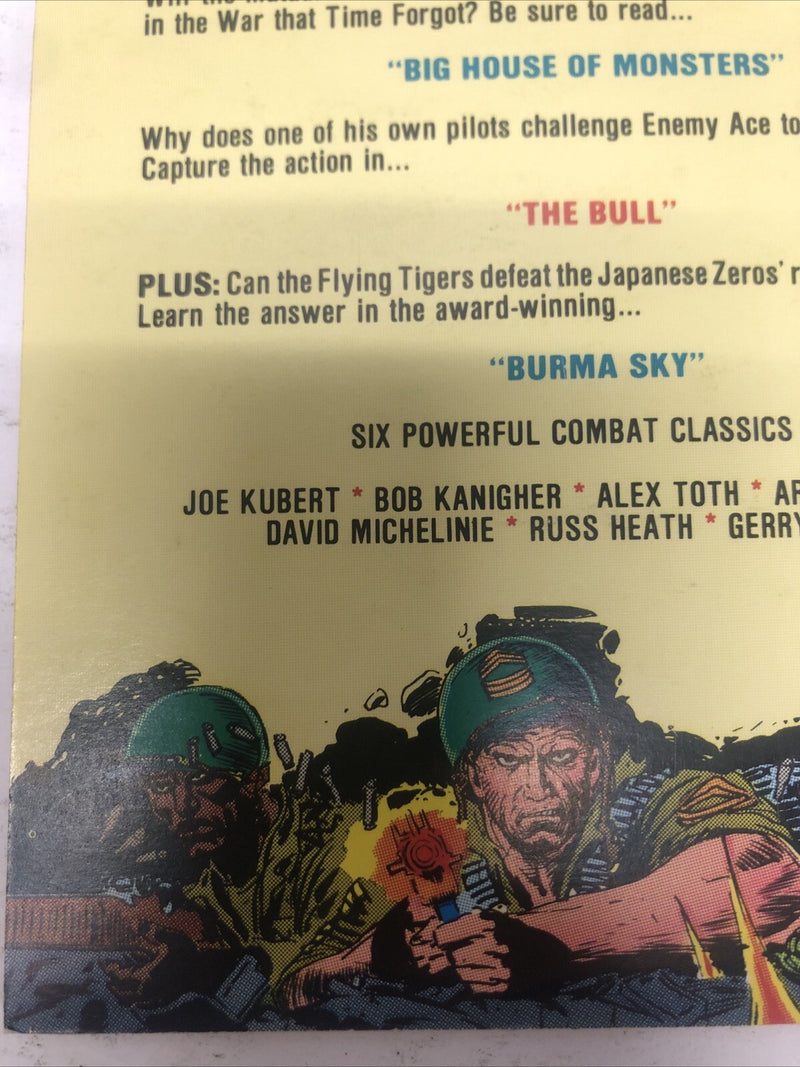 in the War that Time Forgot? Be sure to read...
“BIG HOUSE OF MONSTERS”
Why does one of his own pilots challenge Enemy Ace to
Capture the action in...
“THE BULL”
PLUS: Can the Flying Tigers defeat the Japanese Zeros’
Learn the answer in the award-winning...
“BURMA SKY”
SIX POWERFUL COMBAT CLASSICS
JOE KUBERT * BOB KANIGHER * ALEX TOTH *
DAVID MICHELINIE * RUSS HEATH * GERRY